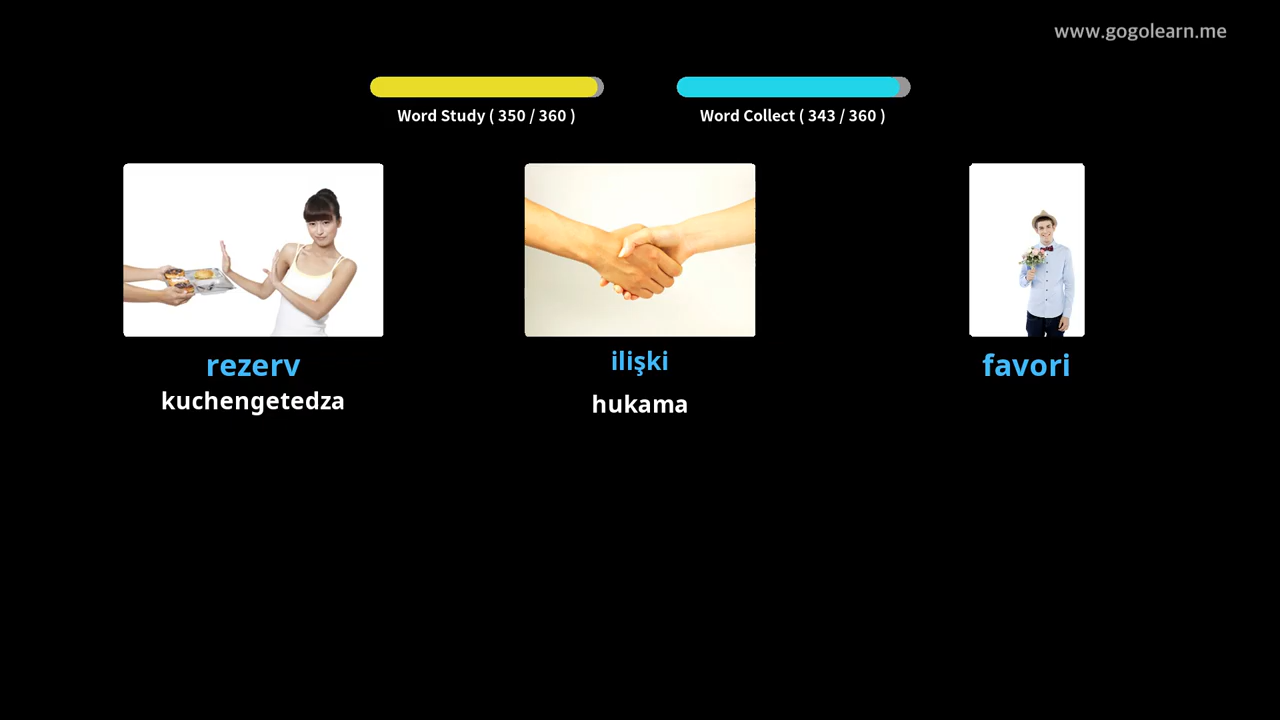 www.gogolearn.me
Word Study ( 350 / 360 )
Word Collect ( 343 / 360 )
rezerv
kuchengetedza
ilişki
hukama
favori